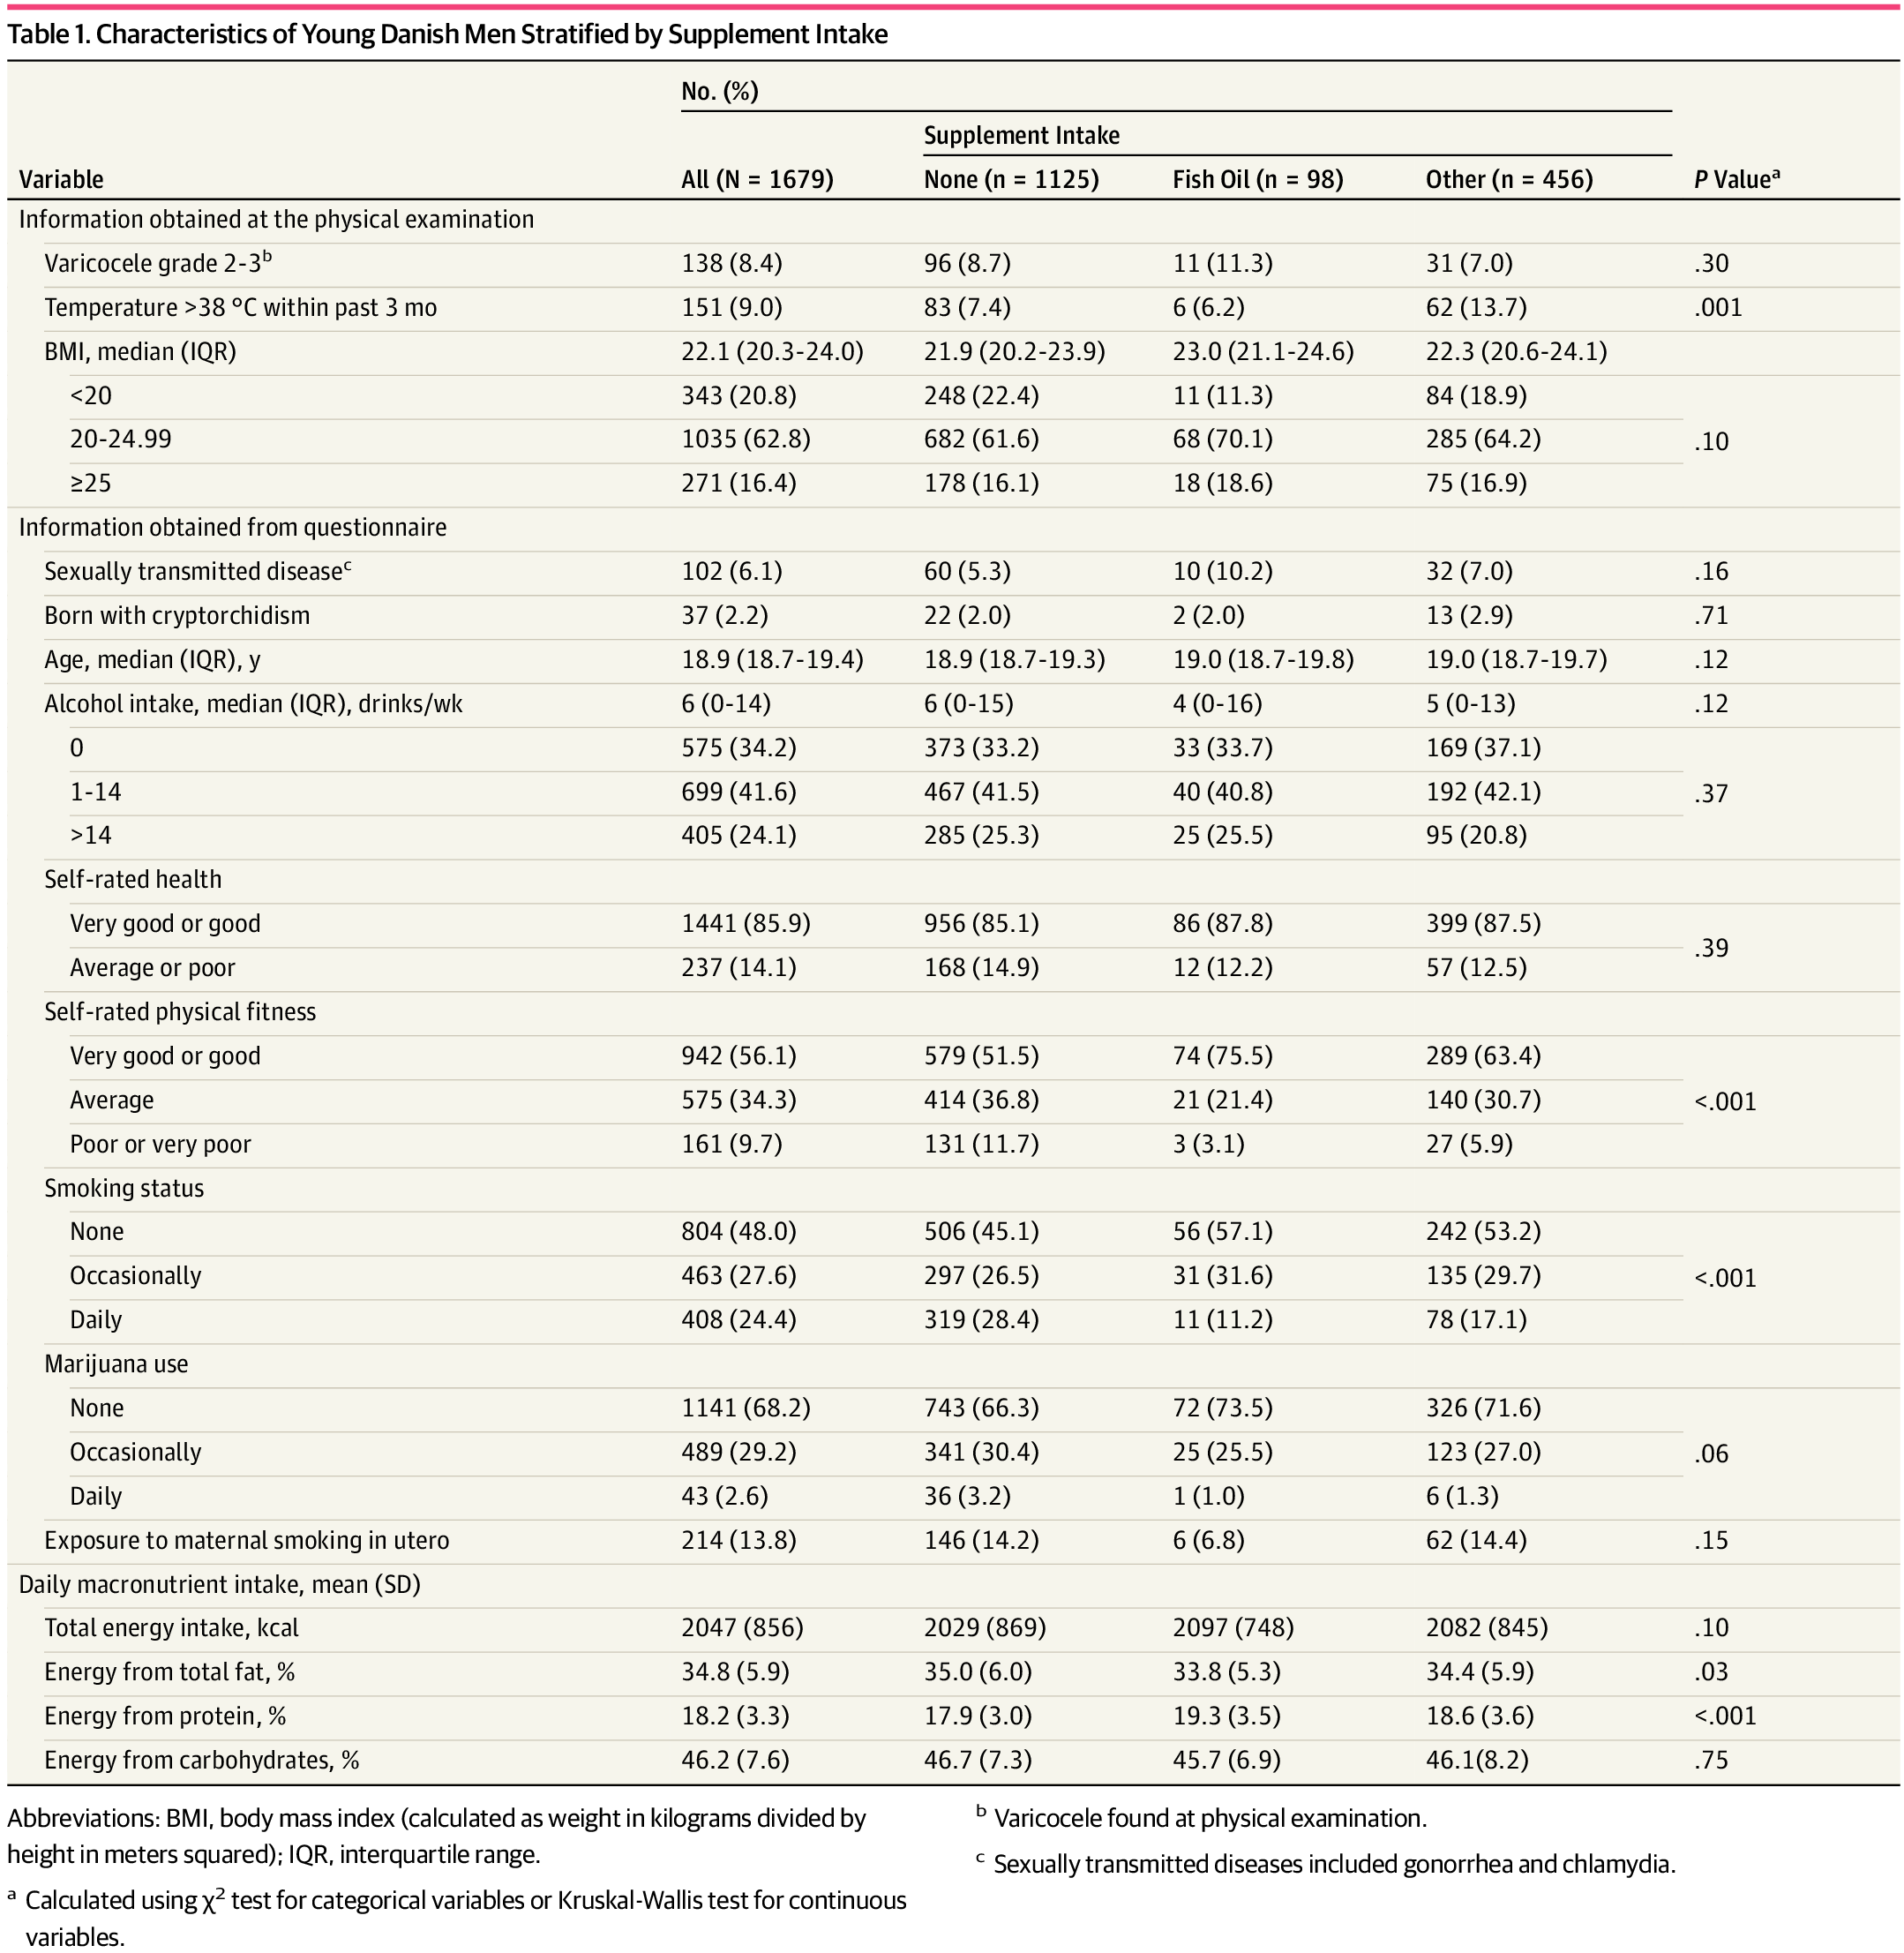 Table 1. Characteristics of Young Danish Men Stratified by Supplement Intake
No. (%)
Supplement Intake
Variable All (N = 1679) None (n = 1125) Fish Oil (n = 98) Other (n = 456) P Valueᵃ
Information obtained at the physical examination
Varicocele grade 2-3ᵇ 138 (8.4) 96 (8.7) 11 (11.3) 31 (7.0) .30
Temperature >38 °C within past 3 mo 151 (9.0) 83 (7.4) 6 (6.2) 62 (13.7) .001
BMI, median (IQR) 22.1 (20.3-24.0) 21.9 (20.2-23.9) 23.0 (21.1-24.6) 22.3 (20.6-24.1)
<20 343 (20.8) 248 (22.4) 11 (11.3) 84 (18.9)
20-24.99 1035 (62.8) 682 (61.6) 68 (70.1) 285 (64.2) .10
≥25 271 (16.4) 178 (16.1) 18 (18.6) 75 (16.9)
Information obtained from questionnaire
Sexually transmitted diseaseᶜ 102 (6.1) 60 (5.3) 10 (10.2) 32 (7.0) .16
Born with cryptorchidism 37 (2.2) 22 (2.0) 2 (2.0) 13 (2.9) .71
Age, median (IQR), y 18.9 (18.7-19.4) 18.9 (18.7-19.3) 19.0 (18.7-19.8) 19.0 (18.7-19.7) .12
Alcohol intake, median (IQR), drinks/wk 6 (0-14) 6 (0-15) 4 (0-16) 5 (0-13) .12
0 575 (34.2) 373 (33.2) 33 (33.7) 169 (37.1)
1-14 699 (41.6) 467 (41.5) 40 (40.8) 192 (42.1) .37
>14 405 (24.1) 285 (25.3) 25 (25.5) 95 (20.8)
Self-rated health
Very good or good 1441 (85.9) 956 (85.1) 86 (87.8) 399 (87.5) .39
Average or poor 237 (14.1) 168 (14.9) 12 (12.2) 57 (12.5)
Self-rated physical fitness
Very good or good 942 (56.1) 579 (51.5) 74 (75.5) 289 (63.4)
Average 575 (34.3) 414 (36.8) 21 (21.4) 140 (30.7) <.001
Poor or very poor 161 (9.7) 131 (11.7) 3 (3.1) 27 (5.9)
Smoking status
None 804 (48.0) 506 (45.1) 56 (57.1) 242 (53.2)
Occasionally 463 (27.6) 297 (26.5) 31 (31.6) 135 (29.7) <.001
Daily 408 (24.4) 319 (28.4) 11 (11.2) 78 (17.1)
Marijuana use
None 1141 (68.2) 743 (66.3) 72 (73.5) 326 (71.6)
Occasionally 489 (29.2) 341 (30.4) 25 (25.5) 123 (27.0) .06
Daily 43 (2.6) 36 (3.2) 1 (1.0) 6 (1.3)
Exposure to maternal smoking in utero 214 (13.8) 146 (14.2) 6 (6.8) 62 (14.4) .15
Daily macronutrient intake, mean (SD)
Total energy intake, kcal 2047 (856) 2029 (869) 2097 (748) 2082 (845) .10
Energy from total fat, % 34.8 (5.9) 35.0 (6.0) 33.8 (5.3) 34.4 (5.9) .03
Energy from protein, % 18.2 (3.3) 17.9 (3.0) 19.3 (3.5) 18.6 (3.6) <.001
Energy from carbohydrates, % 46.2 (7.6) 46.7 (7.3) 45.7 (6.9) 46.1(8.2) .75
Abbreviations: BMI, body mass index (calculated as weight in kilograms divided by
height in meters squared); IQR, interquartile range.
ᵃ Calculated using χ² test for categorical variables or Kruskal-Wallis test for continuous
variables.
ᵇ Varicocele found at physical examination.
ᶜ Sexually transmitted diseases included gonorrhea and chlamydia.